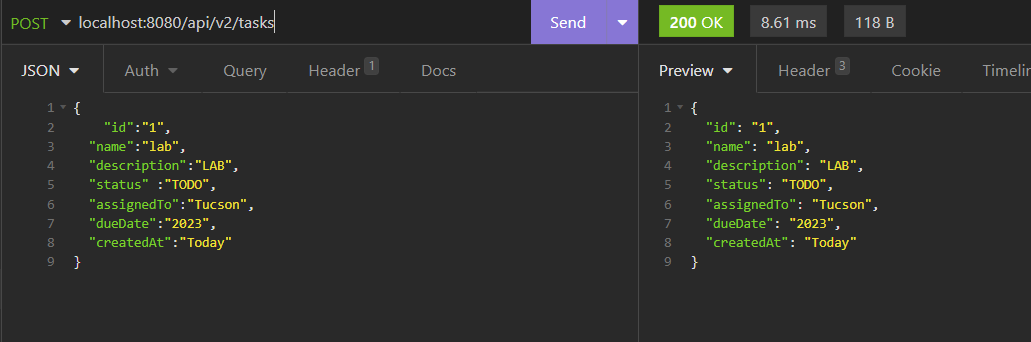 POST localhost:8080/api/v2/tasks Send 200 OK 8.61 ms 118 B
JSON Auth Query Header 1 Docs
1 {
2 "id":"1",
3 "name":"lab",
4 "description":"LAB",
5 "status" :"TODO",
6 "assignedTo":"Tucson",
7 "dueDate":"2023",
8 "createdAt":"Today"
9 }
Preview Header 3 Cookie Timelin
1 {
2 "id": "1",
3 "name": "lab",
4 "description": "LAB",
5 "status": "TODO",
6 "assignedTo": "Tucson",
7 "dueDate": "2023",
8 "createdAt": "Today"
9 }